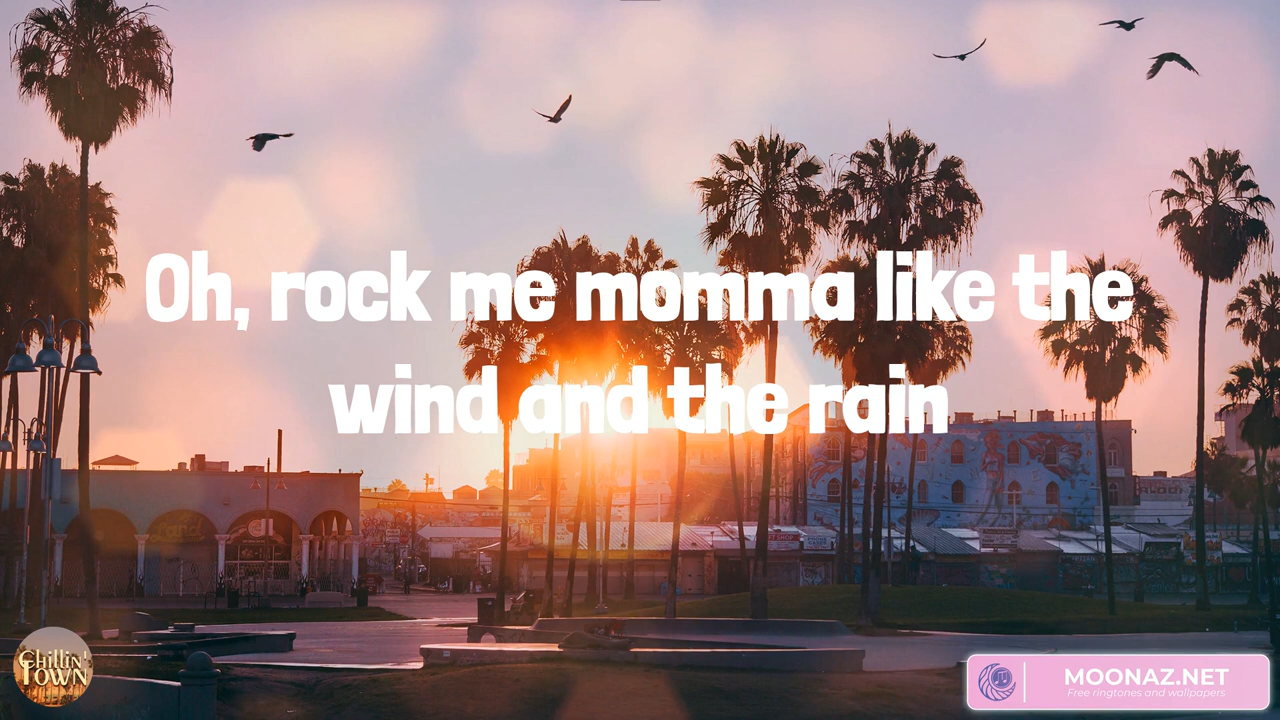 Oh, rock me momma like the
wind and the rain
Chillin'
Town
MOONAZ.NET
Free ringtones and wallpapers